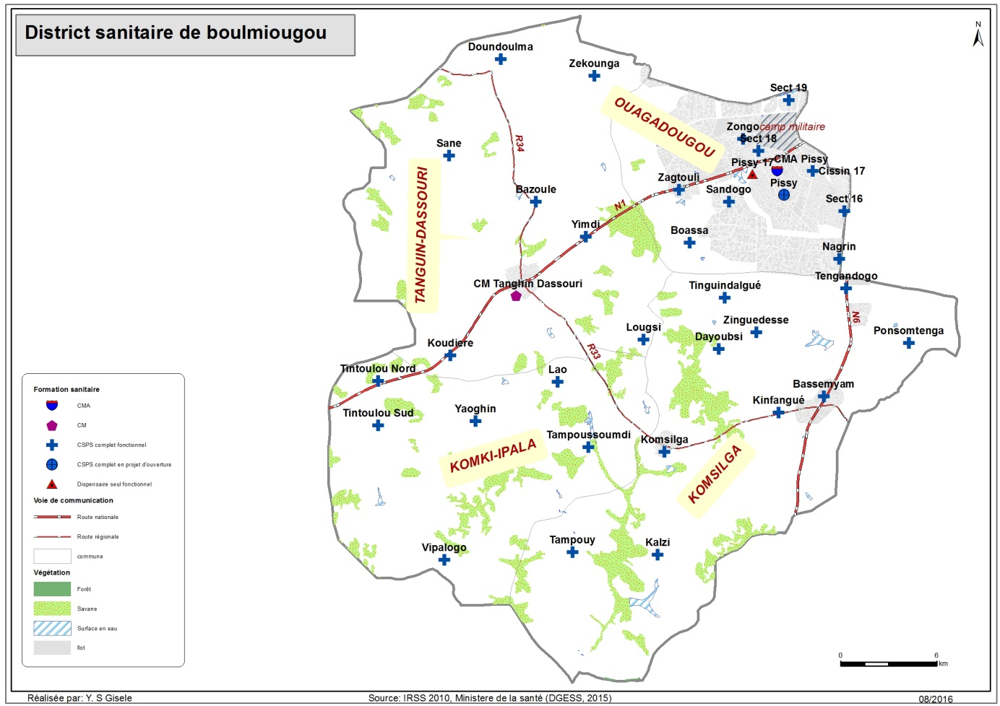 District sanitaire de boulmiougou
N
Doundoulma
Zekounga
Sect 19
OUAGADOUGOU
Zongo
camp militaire
Sect 18
Sane
R34
Pissy 17
CMA Pissy
Cissin 17
Zagtouli
Pissy
Sandogo
Bazoule
Sect 16
TANGUIN-DASSOURI
N1
Yimdi
Boassa
Nagrin
Tengandogo
CM Tanghin Dassouri
Tinguindalgué
N6
Zinguedesse
Lougsi
Dayoubsi
Ponsomtenga
Koudiere
R33
Tintoulou Nord
Lao
Bassemyam
Kinfangué
Tintoulou Sud
Yaoghin
Tampoussoumdi
Komsilga
KOMKI-IPALA
KOMSILGA
Vipalogo
Tampouy
Kalzi
Formation sanitaire
CMA
CM
CSPS complet fonctionnel
CSPS complet en projet d'ouverture
Dispensaire seul fonctionnel
Voie de communication
Route nationale
Route régionale
commune
Végétation
Forêt
Savane
Surface en eau
Ilot
0 6
km
Réalisée par: Y. S Gisele
Source: IRSS 2010, Ministere de la santé (DGESS, 2015)
08/2016